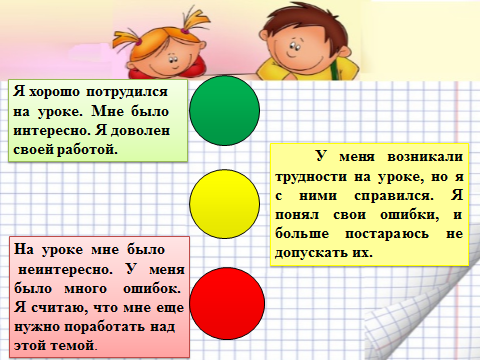 Я хорошо потрудился
на уроке. Мне было
интересно. Я доволен
своей работой.
У меня возникали
трудности на уроке, но я
с ними справился. Я
понял свои ошибки, и
больше постараюсь не
допускать их.
На уроке мне было
неинтересно. У меня
было много ошибок.
Я считаю, что мне еще
нужно поработать над
этой темой.